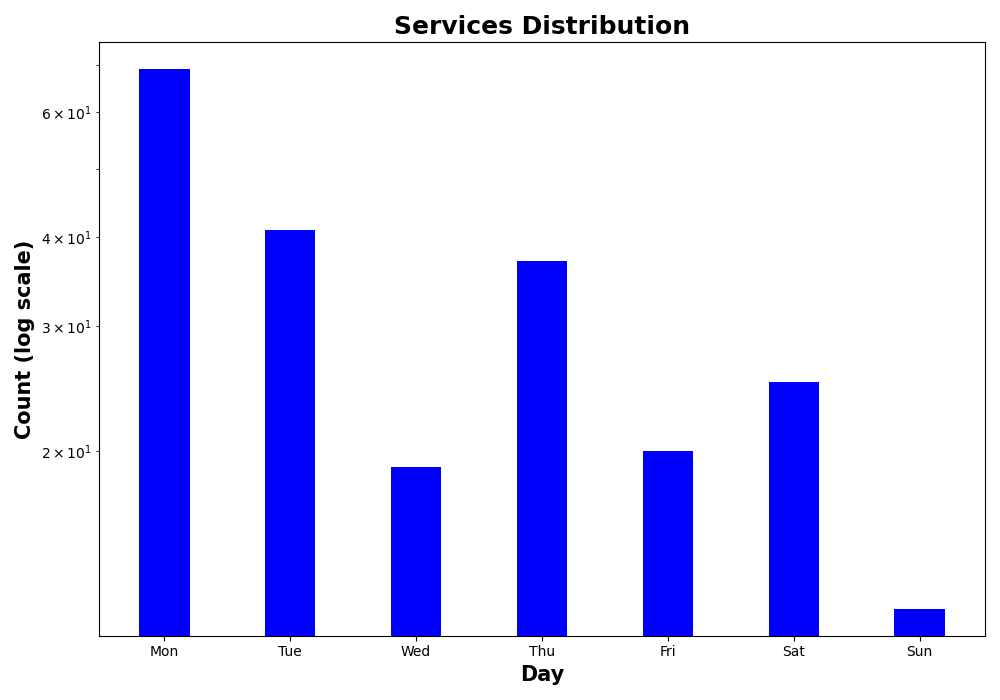 Services Distribution
Count (log scale)
6 × 10¹
4 × 10¹
3 × 10¹
2 × 10¹
Mon Tue Wed Thu Fri Sat Sun
Day